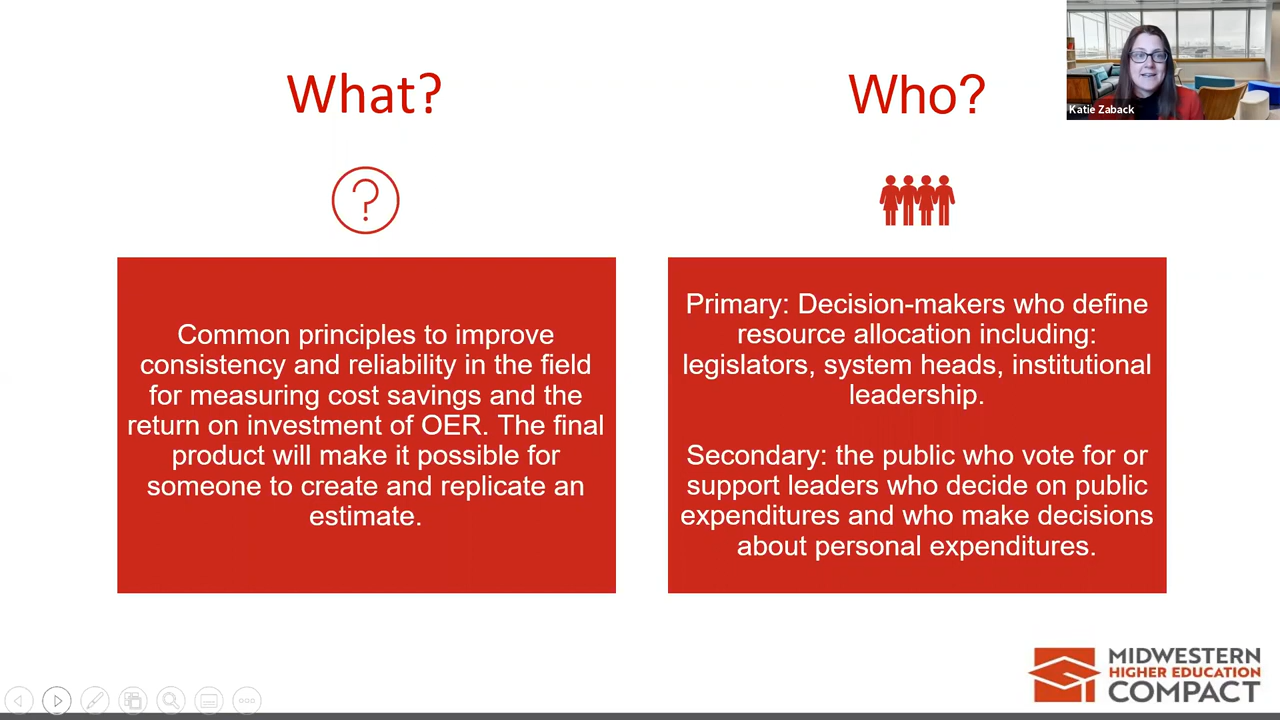 What?
Common principles to improve
consistency and reliability in the field
for measuring cost savings and the
return on investment of OER. The final
product will make it possible for
someone to create and replicate an
estimate.
Who?
Primary: Decision-makers who define
resource allocation including:
legislators, system heads, institutional
leadership.
Secondary: the public who vote for or
support leaders who decide on public
expenditures and who make decisions
about personal expenditures.
Katie Zaback
MIDWESTERN
HIGHER EDUCATION
COMPACT